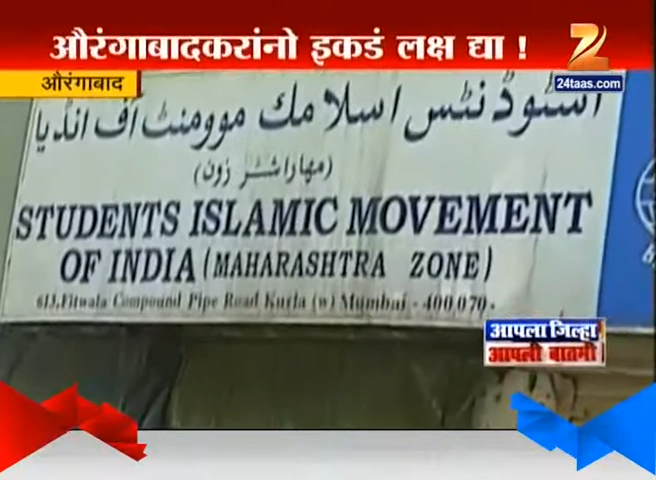 औरंगाबादकरांनो इकडं लक्ष द्या !
24taas.com
औरंगाबाद
اسٹوڈنٹس اسلامک موومنٹ آف انڈیا
(مہاراشٹر زون)
STUDENTS ISLAMIC MOVEMENT
OF INDIA (MAHARASHTRA ZONE)
613, Fitwala Compound Pipe Road Kurla (w) Mumbai - 400,070-
आपला जिल्हा
आपली बातमी